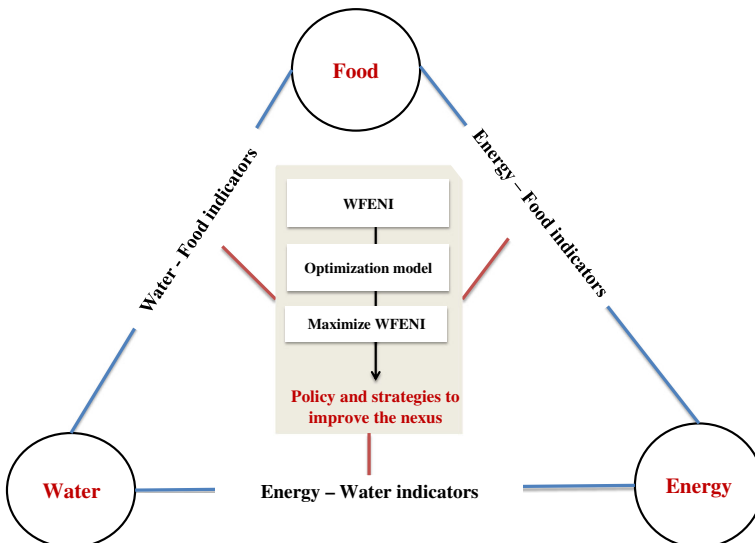 Food
Water - Food indicators
Energy – Food indicators
WFENI
Optimization model
Maximize WFENI
Policy and strategies to
improve the nexus
Water
Energy – Water indicators
Energy